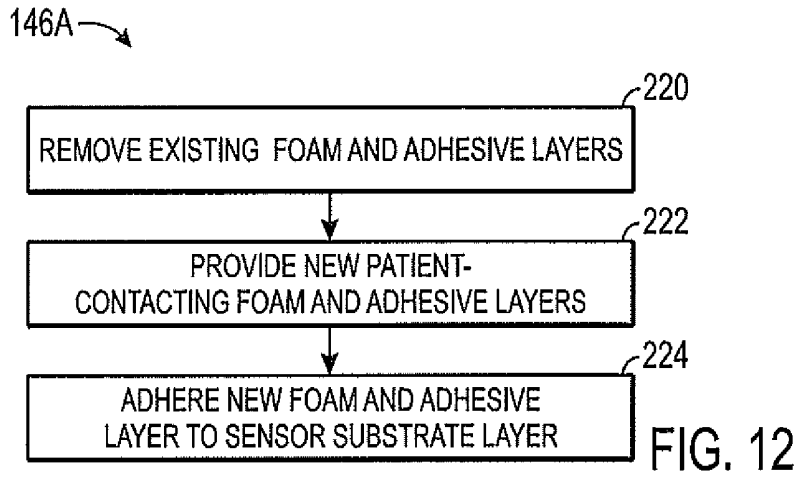 146A
220
REMOVE EXISTING FOAM AND ADHESIVE LAYERS
222
PROVIDE NEW PATIENT-
CONTACTING FOAM AND ADHESIVE LAYERS
224
ADHERE NEW FOAM AND ADHESIVE
LAYER TO SENSOR SUBSTRATE LAYER
FIG. 12